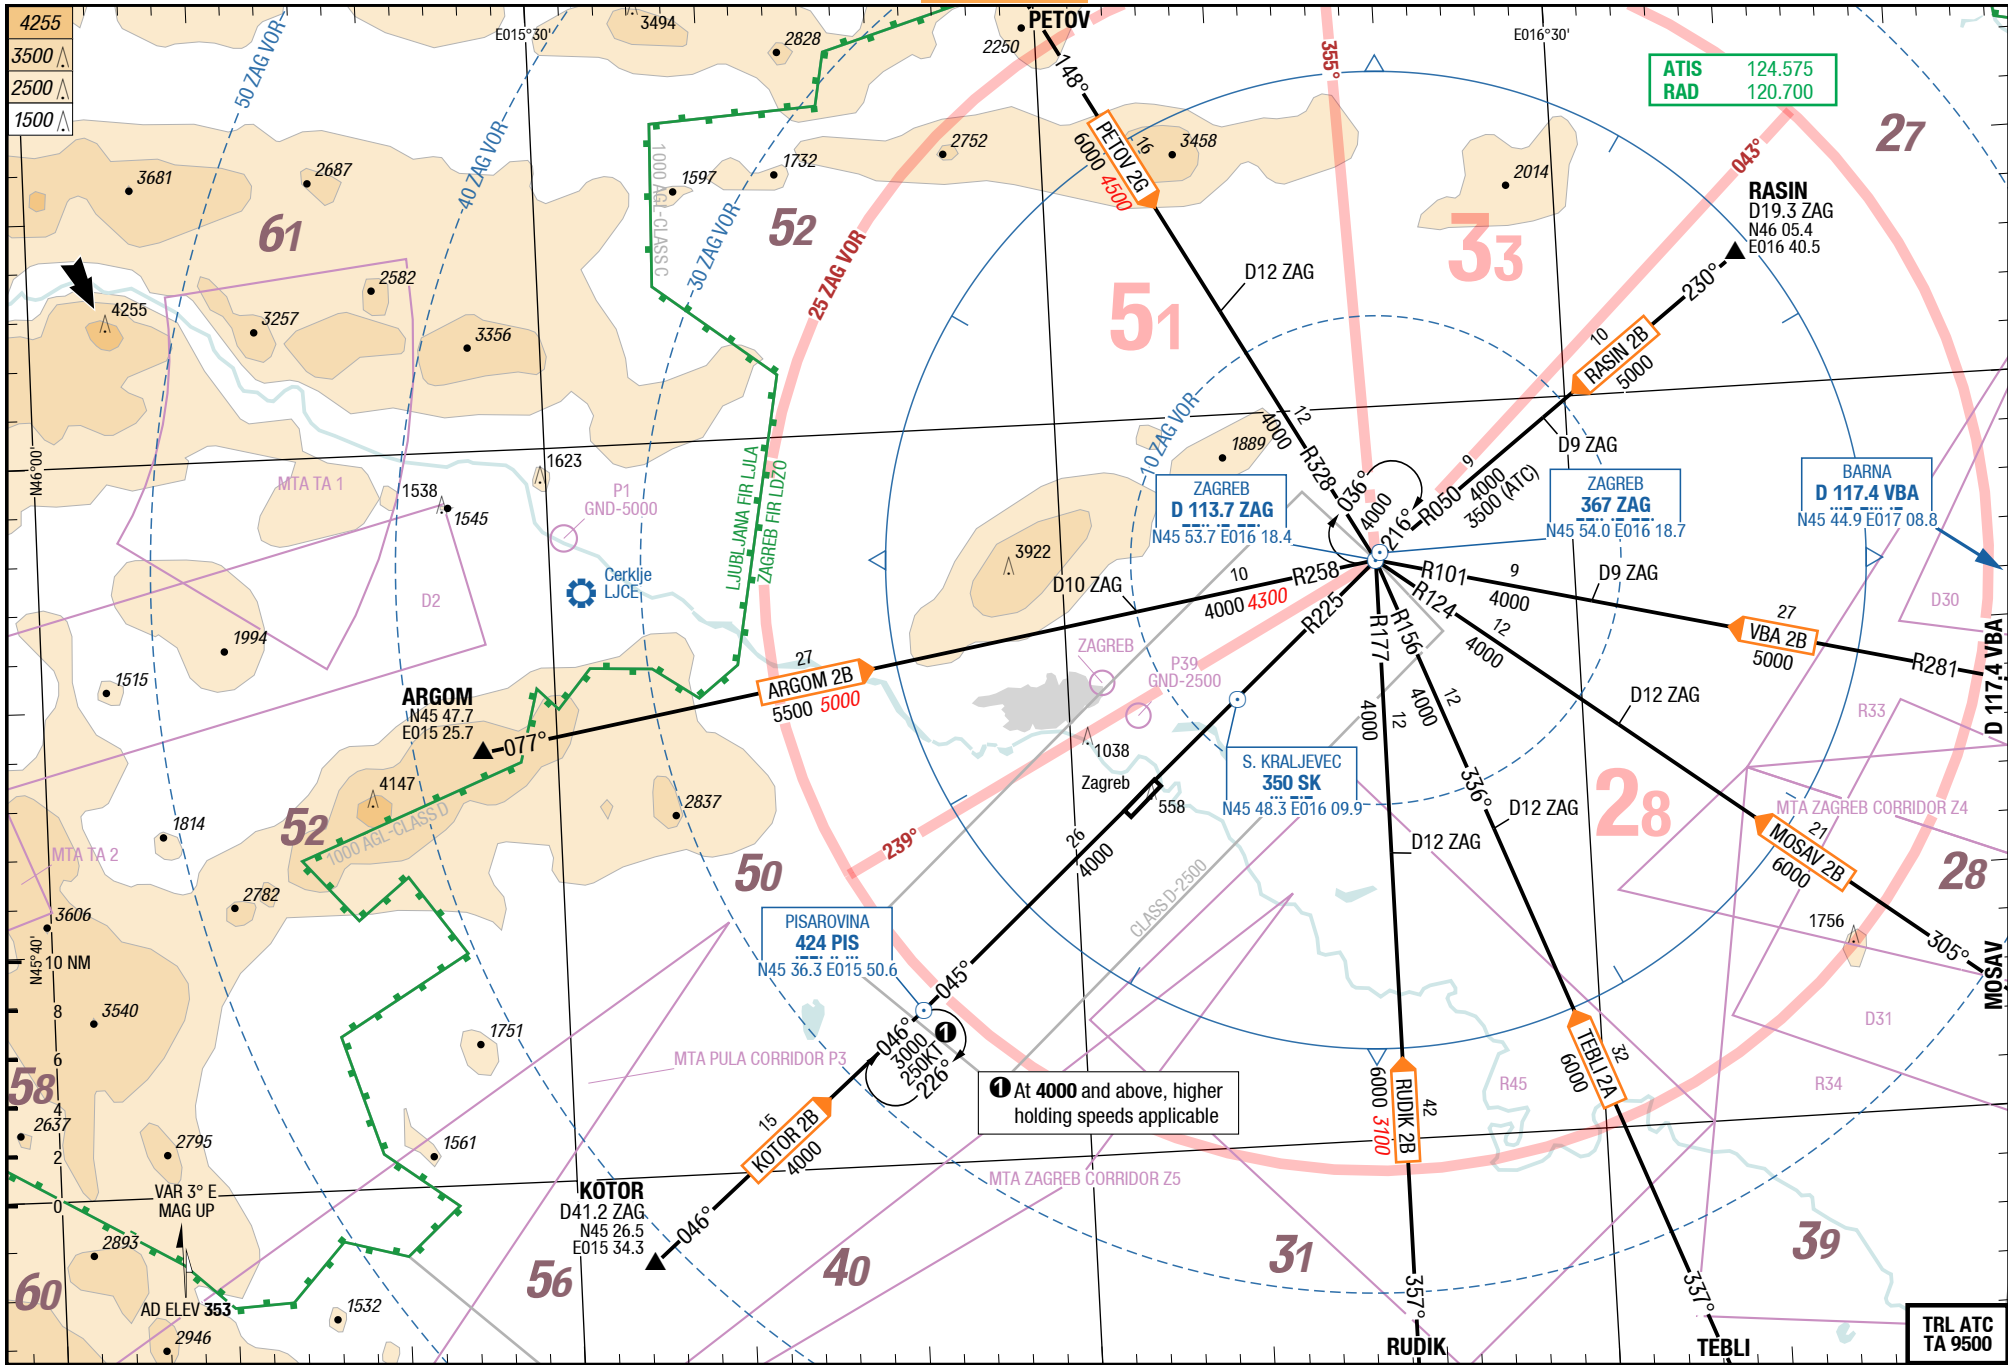 4255
3500
2500
1500
50 ZAG VOR
E015°30'
3494
2828
2250
PETOV
148°
355°
E016°30'
ATIS 124.575
RAD 120.700
27
043°
3681
2687
61
40 ZAG VOR
1000 AGL-CLASS C
1597
1732
52
2752
PETOV 2G
16
6000 4500
3458
2014
33
RASIN
D19.3 ZAG
N46 05.4
E016 40.5
230°
4255
3257
2582
3356
30 ZAG VOR
25 ZAG VOR
D12 ZAG
51
10
RASIN 2B
5000
N46°00'
MTA TA 1
1538
1545
1623
P1
GND-5000
LJUBLJANA FIR LJLA
ZAGREB FIR LDZO
10 ZAG VOR
1889
12
4000
R328
036°
4000
216°
R050
9
4000
3500 (ATC)
D9 ZAG
ZAGREB
D 113.7 ZAG
N45 53.7 E016 18.4
ZAGREB
367 ZAG
N45 54.0 E016 18.7
BARNA
D 117.4 VBA
N45 44.9 E017 08.8
Cerklje
LJCE
D2
3922
D10 ZAG
10
R258
4000 4300
R225
R101
9
4000
D9 ZAG
R124
12
4000
R156
12
4000
R177
12
4000
27
VBA 2B
5000
R281
D30
D 117.4 VBA
1994
1515
ARGOM
N45 47.7
E015 25.7
077°
27
ARGOM 2B
5500 5000
ZAGREB
P39
GND-2500
D12 ZAG
R33
4147
2837
1814
52
1000 AGL-CLASS D
MTA TA 2
1038
Zagreb
558
S. KRALJEVEC
350 SK
N45 48.3 E016 09.9
336°
D12 ZAG
D12 ZAG
28
MTA ZAGREB CORRIDOR Z4
21
MOSAV 2B
6000
28
239°
26
4000
50
CLASS D-2500
2782
3606
N45°40'
10 NM
8
6
4
2
0
PISAROVINA
424 PIS
N45 36.3 E015 50.6
045°
1756
305°
MOSAV
D31
3540
1751
MTA PULA CORRIDOR P3
046°
3000
250KT
226°
1
1 At 4000 and above, higher
holding speeds applicable
58
2637
2795
1561
15
KOTOR 2B
4000
6000 3100
RUDIK 2B
42
R45
TEBLI 2A
32
6000
R34
MTA ZAGREB CORRIDOR Z5
VAR 3° E
MAG UP
KOTOR
D41.2 ZAG
N45 26.5
E015 34.3
046°
2893
60
AD ELEV 353
2946
1532
56
40
31
39
357°
RUDIK
337°
TEBLI
TRL ATC
TA 9500